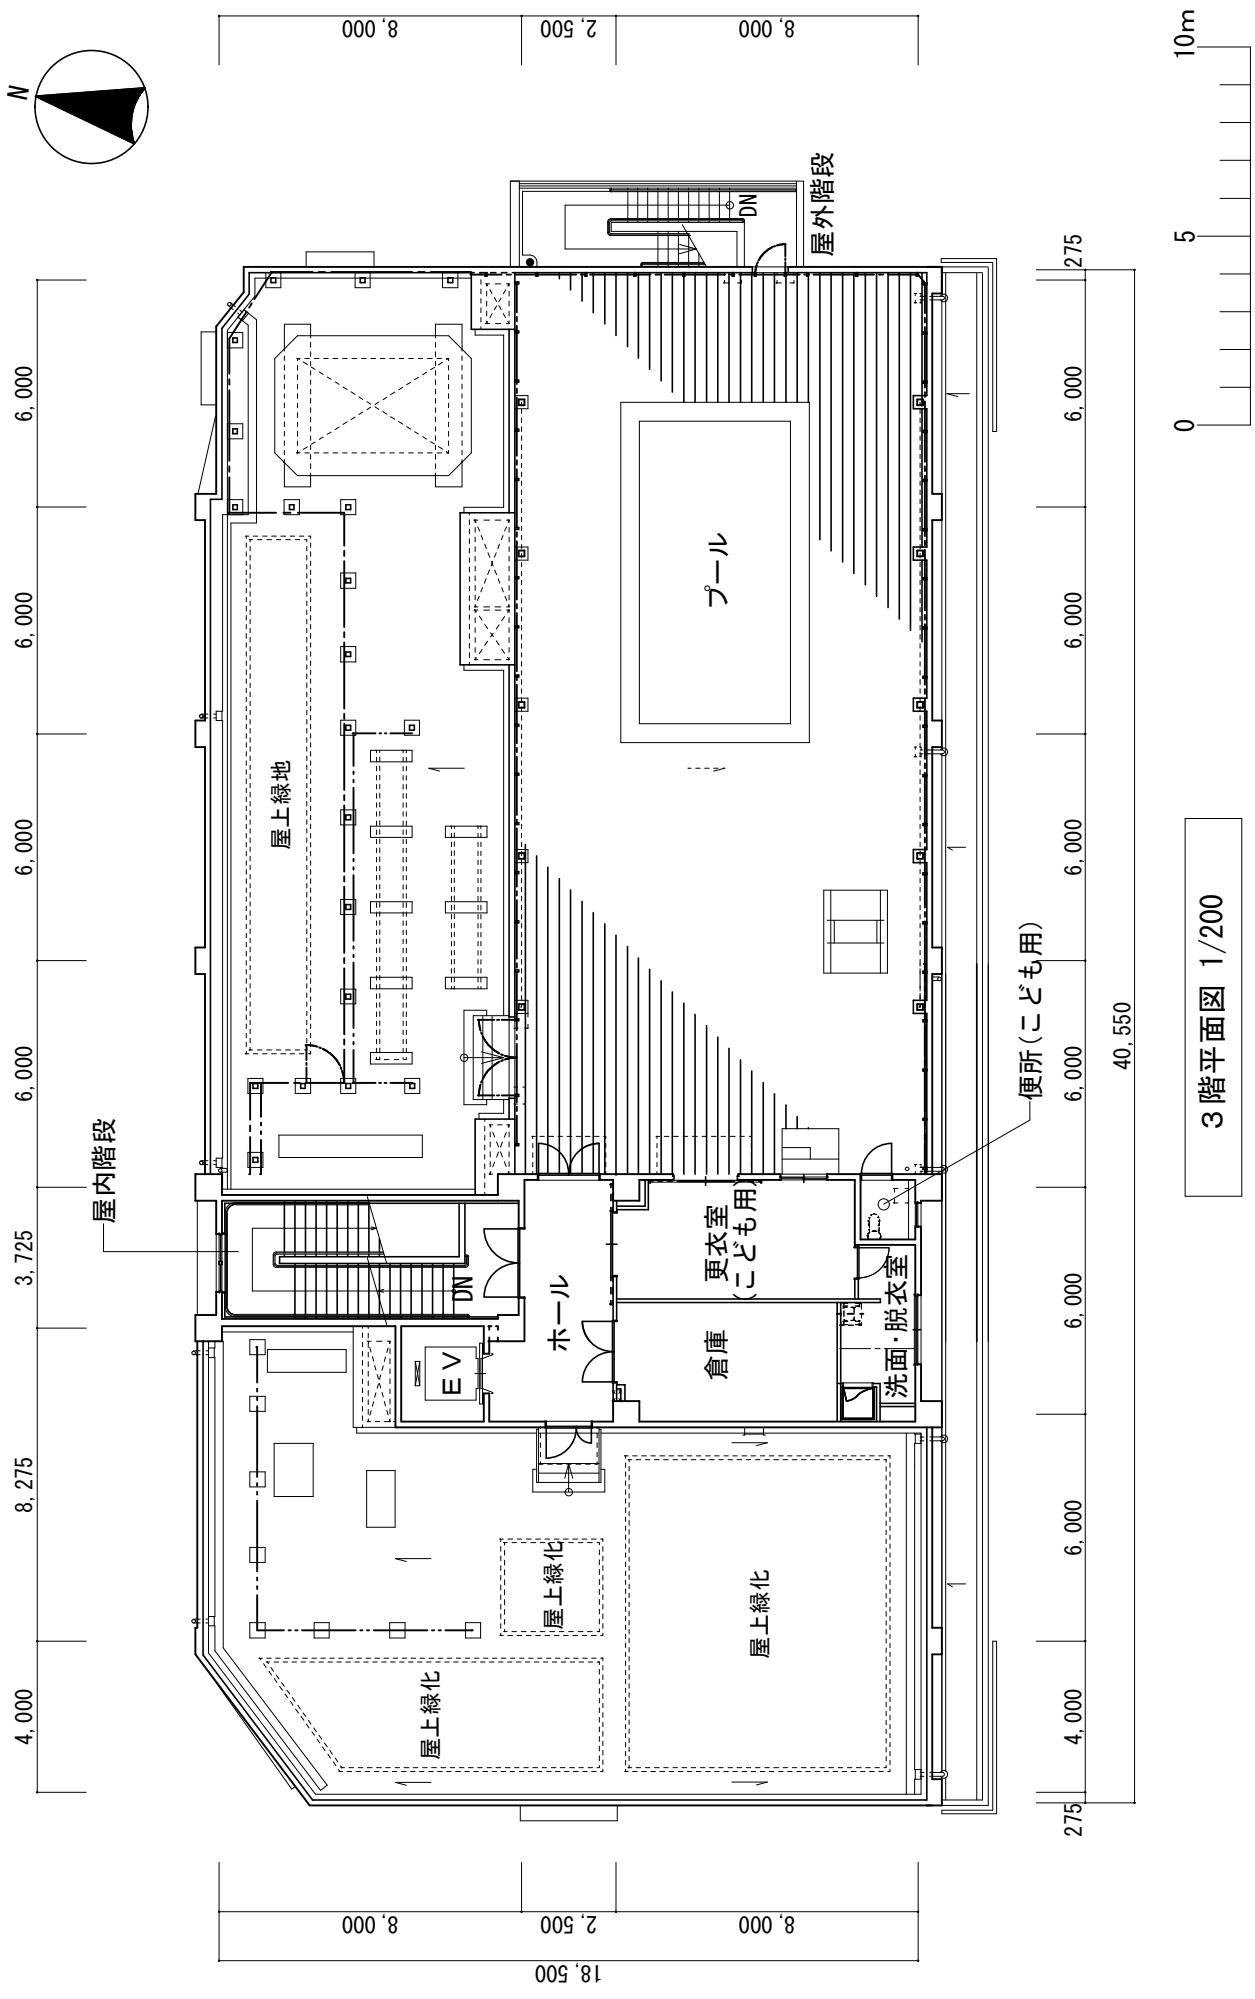 N
8,000
2,500
8,000
6,000
6,000
6,000
6,000
3,725
8,275
4,000
屋内階段
屋外階段
DN
プール
屋上緑地
DN
EV
ホール
更衣室
(こども用)
倉庫
洗面・脱衣室
便所(こども用)
屋上緑化
屋上緑化
屋上緑化
275
6,000
6,000
6,000
6,000
6,000
6,000
4,000
275
40,550
8,000
2,500
8,000
18,500
3階平面図 1/200
0
5
10m